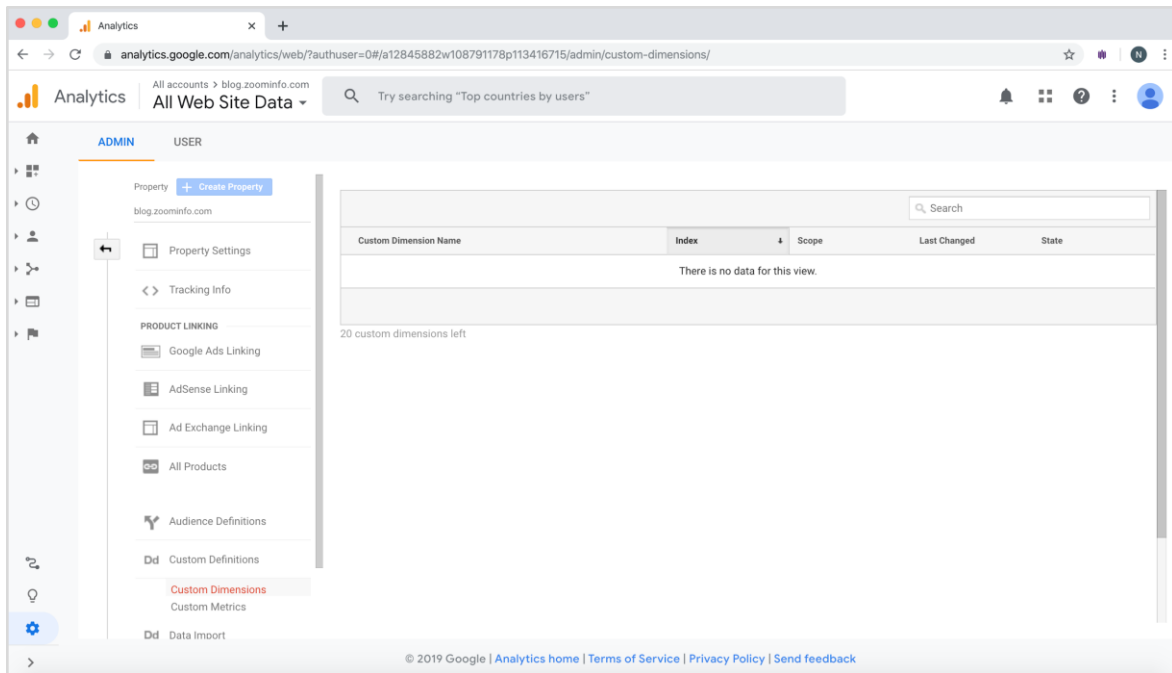 Analytics
analytics.google.com/analytics/web/?authuser=0#/a12845882w108791178p113416715/admin/custom-dimensions/
N
Analytics
All accounts > blog.zoominfo.com
All Web Site Data
Try searching “Top countries by users”
ADMIN USER
Property + Create Property
blog.zoominfo.com
Property Settings
Tracking Info
PRODUCT LINKING
Google Ads Linking
AdSense Linking
Ad Exchange Linking
All Products
Audience Definitions
Dd Custom Definitions
Custom Dimensions
Custom Metrics
Dd Data Import
Search
Custom Dimension Name Index Scope Last Changed State
There is no data for this view.
20 custom dimensions left
© 2019 Google | Analytics home | Terms of Service | Privacy Policy | Send feedback